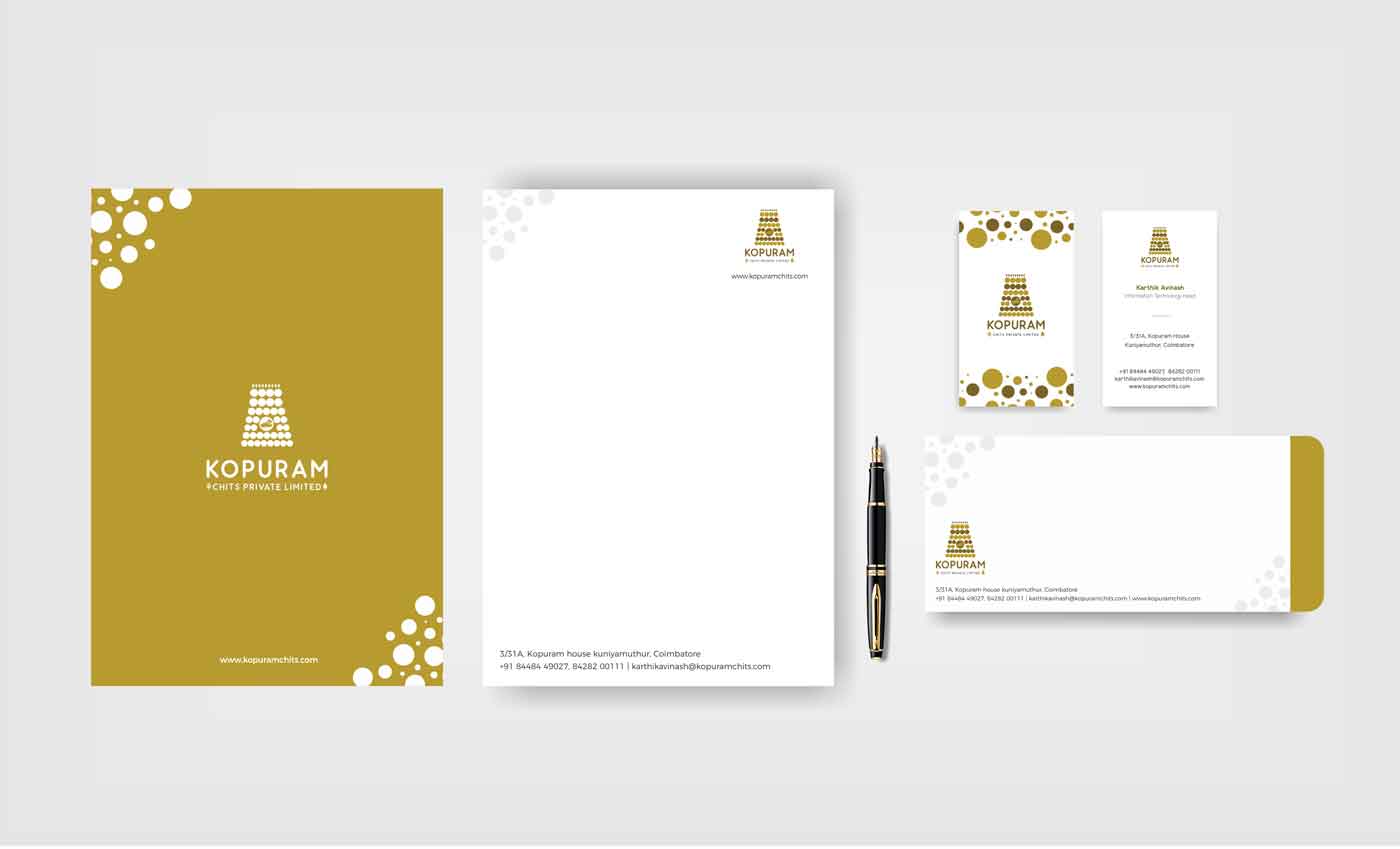 KOPURAM
CHITS PRIVATE LIMITED
www.kopuramchits.com
KOPURAM
CHITS PRIVATE LIMITED
www.kopuramchits.com
3/31A, Kopuram house kuniyamuthur, Coimbatore
+91 84484 49027, 84282 00111 | karthikavinash@kopuramchits.com
KOPURAM
CHITS PRIVATE LIMITED
KOPURAM
CHITS PRIVATE LIMITED
Karthik Avinash
Information Technology Head
3/31A, Kopuram House
Kuniyamuthur, Coimbatore
+91 84484 49027, 84282 00111
karthikavinash@kopuramchits.com
www.kopuramchits.com
KOPURAM
CHITS PRIVATE LIMITED
3/31A, Kopuram house kuniyamuthur, Coimbatore
+91 84484 49027, 84282 00111 | karthikavinash@kopuramchits.com | www.kopuramchits.com